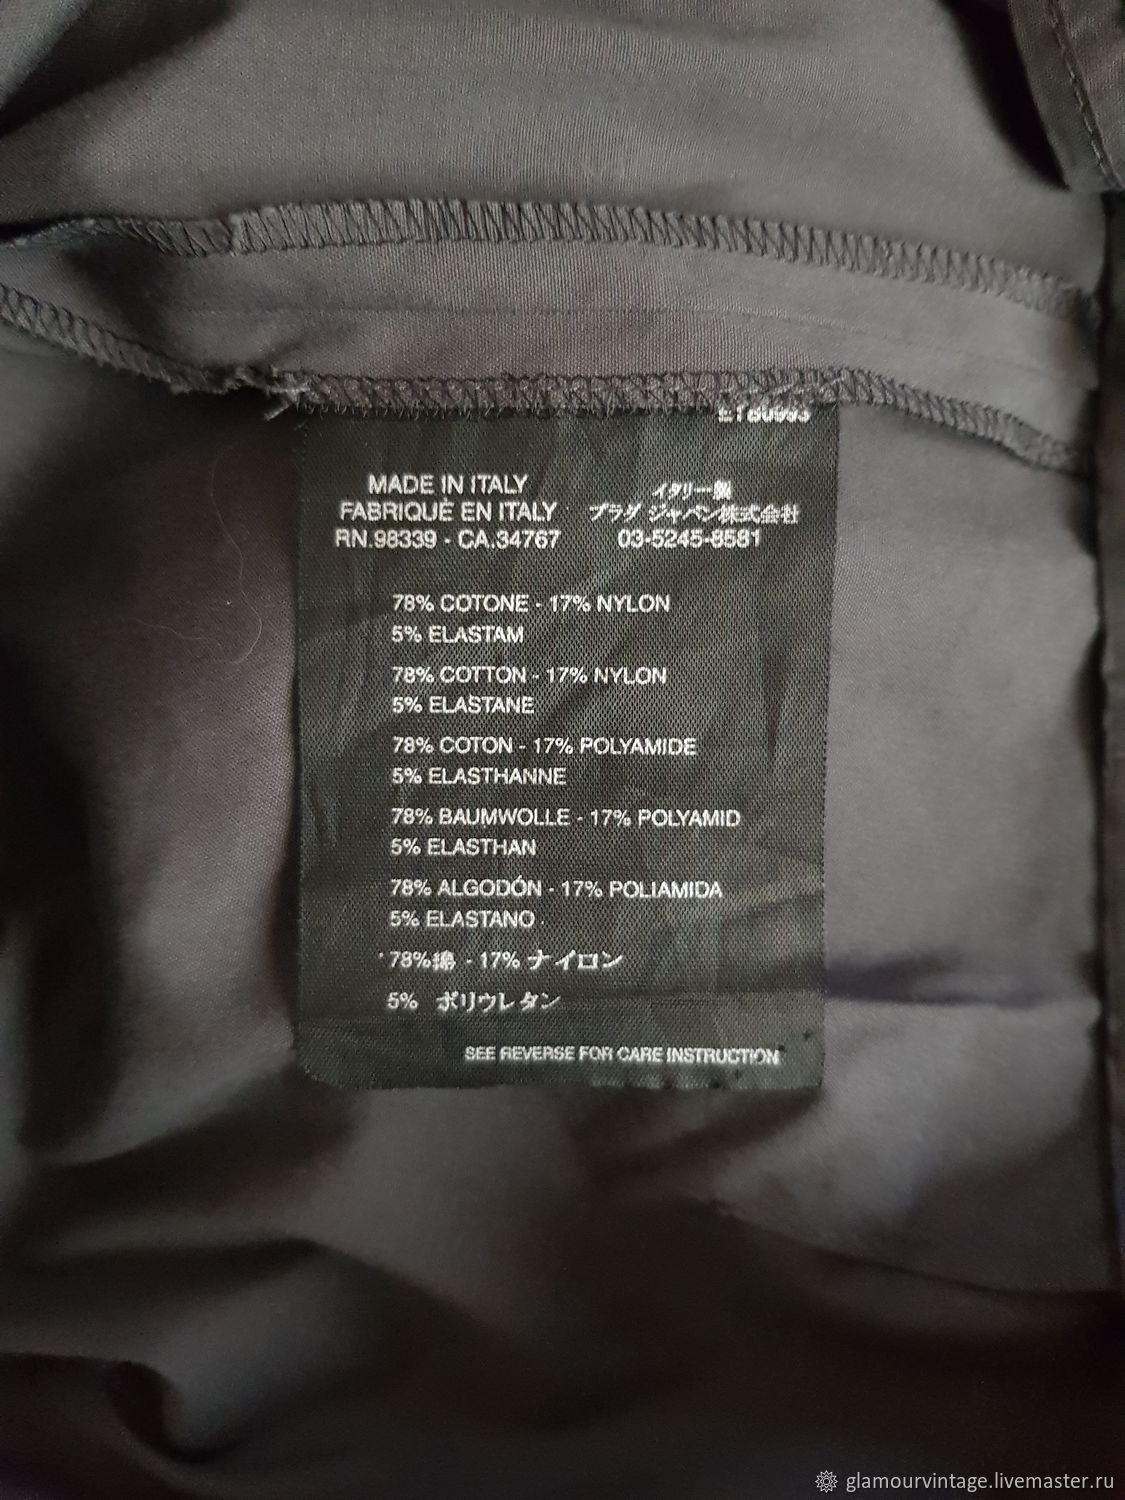 MADE IN ITALY
FABRIQUÈ EN ITALY
RN.98339 - CA.34767
イタリー製
プラダ ジャパン株式会社
03-5245-8581
78% COTONE - 17% NYLON
5% ELASTAM
78% COTTON - 17% NYLON
5% ELASTANE
78% COTON - 17% POLYAMIDE
5% ELASTHANNE
78% BAUMWOLLE - 17% POLYAMID
5% ELASTHAN
78% ALGODÓN - 17% POLIAMIDA
5% ELASTANO
78%綿 - 17% ナイロン
5% ポリウレタン
SEE REVERSE FOR CARE INSTRUCTION
glamourvintage.livemaster.ru